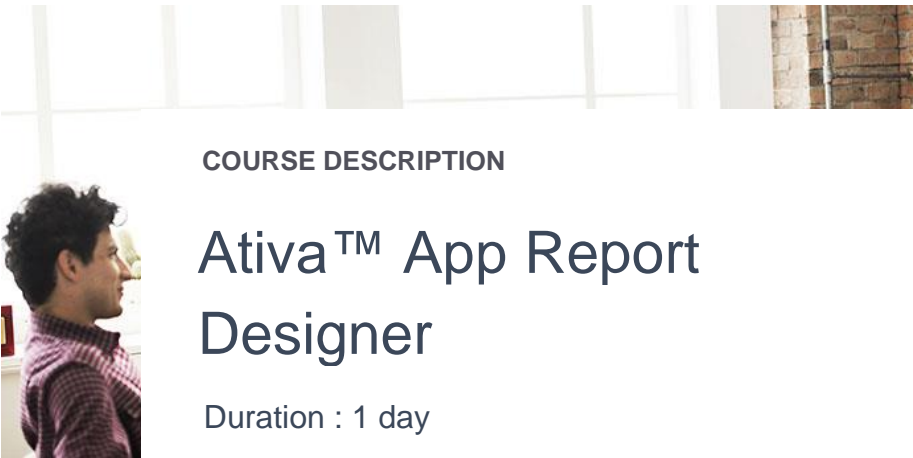 COURSE DESCRIPTION
Ativa™ App Report
Designer
Duration : 1 day